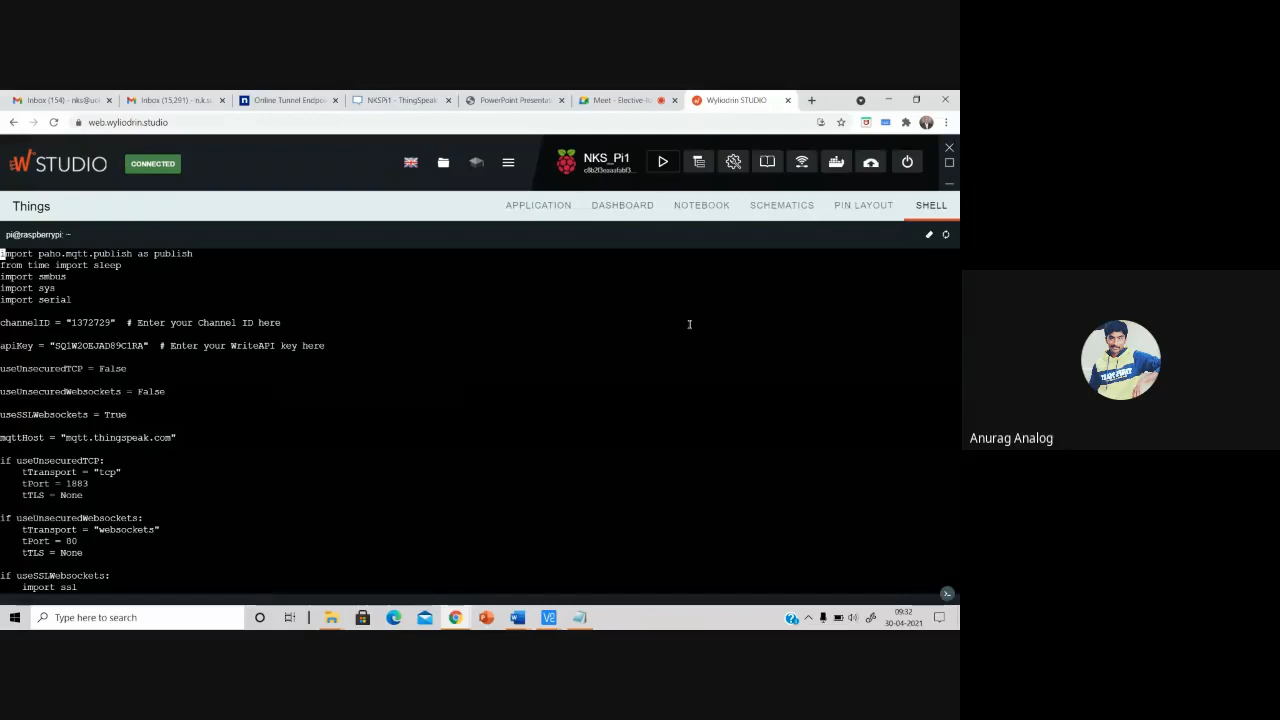 Inbox (154) - nks@uo
Inbox (15,291) - n.k.s
Online Tunnel Endpo
NKSPi1 - ThingSpeak
PowerPoint Presentat
Meet - Elective-Is
Wyliodrin STUDIO
web.wyliodrin.studio
W STUDIO
CONNECTED
NKS_Pi1
Things
APPLICATION
DASHBOARD
NOTEBOOK
SCHEMATICS
PIN LAYOUT
SHELL
pi@raspberrypi: ~
import paho.mqtt.publish as publish
from time import sleep
import smbus
import sys
import serial
channelID = "1372729"  # Enter your Channel ID here
apiKey = "SQ1W2OEJAD89C1RA"  # Enter your WriteAPI key here
useUnsecuredTCP = False
useUnsecuredWebsockets = False
useSSLWebsockets = True
mqttHost = "mqtt.thingspeak.com"
if useUnsecuredTCP:
tTransport = "tcp"
tPort = 1883
tTLS = None
if useUnsecuredWebsockets:
tTransport = "websockets"
tPort = 80
tTLS = None
if useSSLWebsockets:
import ssl
Type here to search
09:32
30-04-2021
Anurag Analog